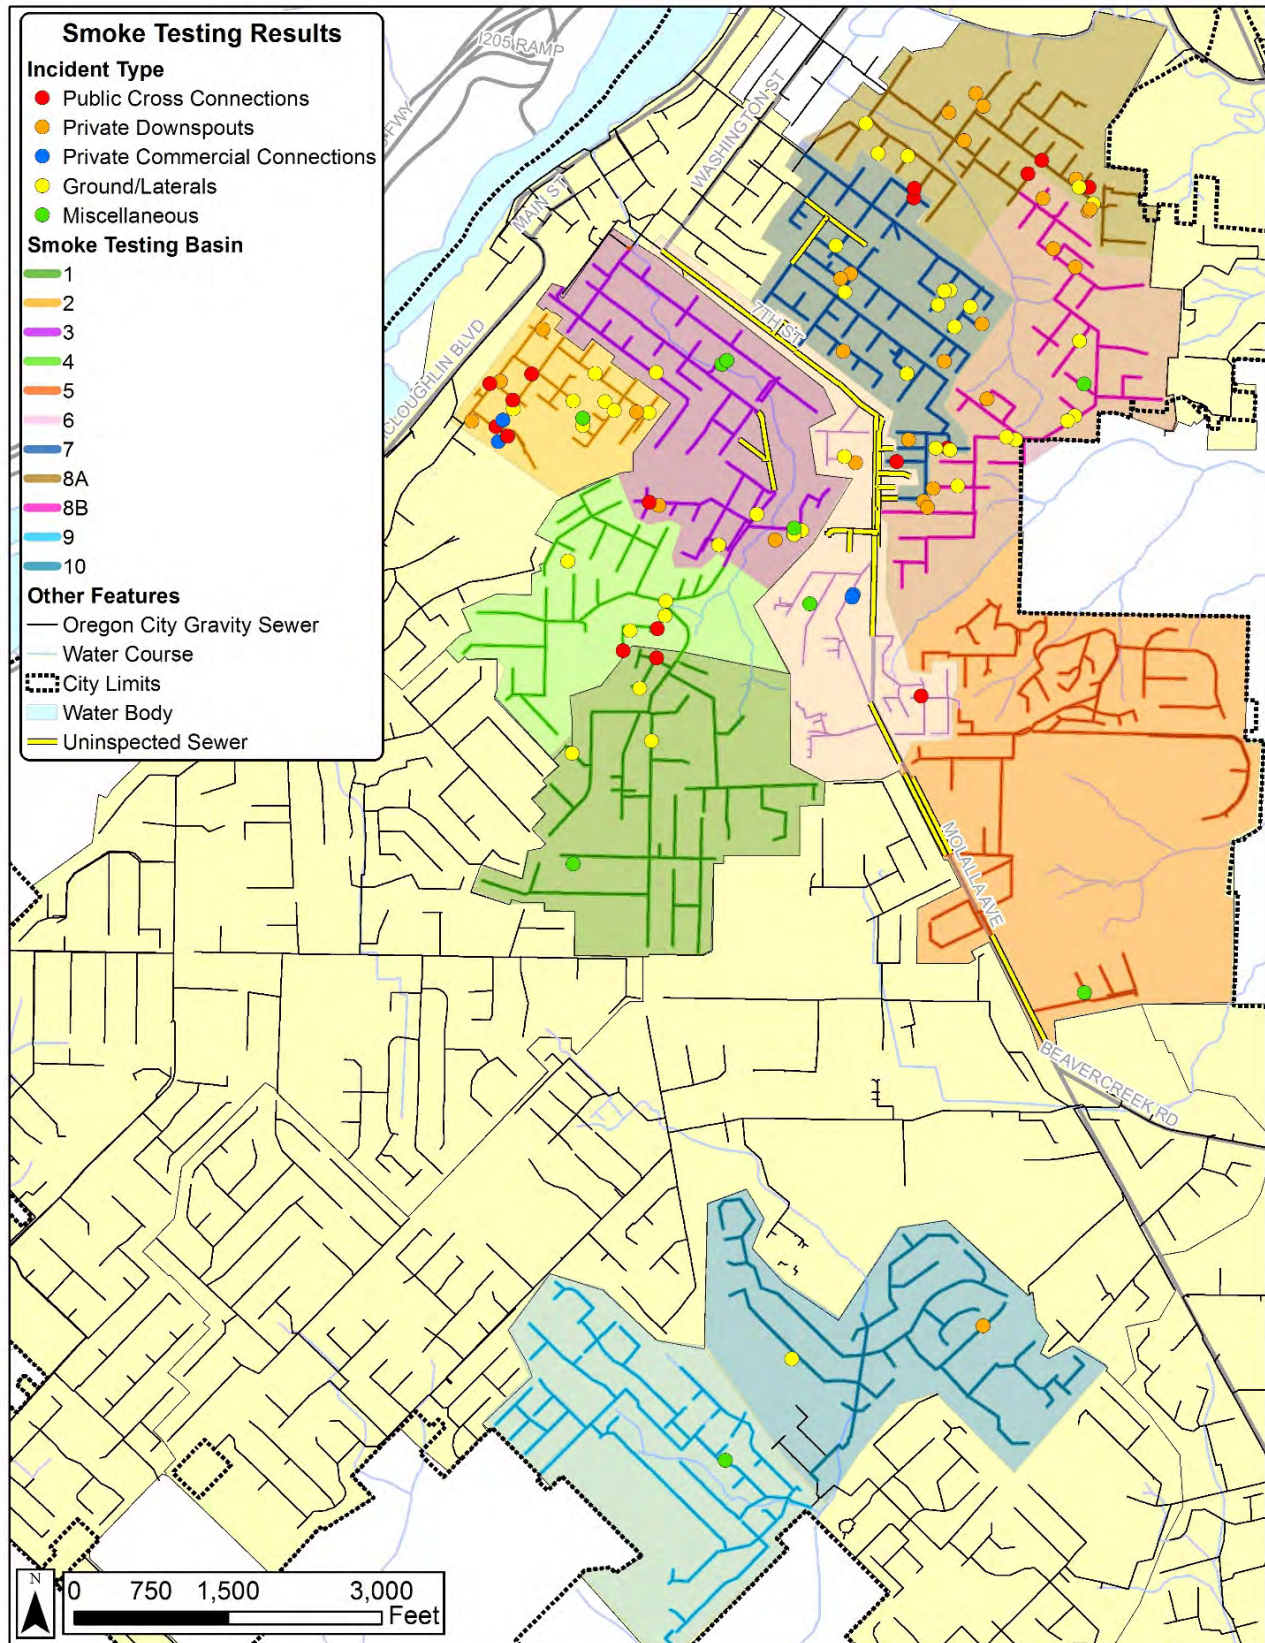 Smoke Testing Results
Incident Type
Public Cross Connections
Private Downspouts
Private Commercial Connections
Ground/Laterals
Miscellaneous
Smoke Testing Basin
1
2
3
4
5
6
7
8A
8B
9
10
Other Features
Oregon City Gravity Sewer
Water Course
City Limits
Water Body
Uninspected Sewer
I205 RAMP
FWY
WASHINGTON ST
MAIN ST
7TH ST
MCLOUGHLIN BLVD
MOLALLA AVE
BEAVERCREEK RD
N
0 750 1,500 3,000
Feet